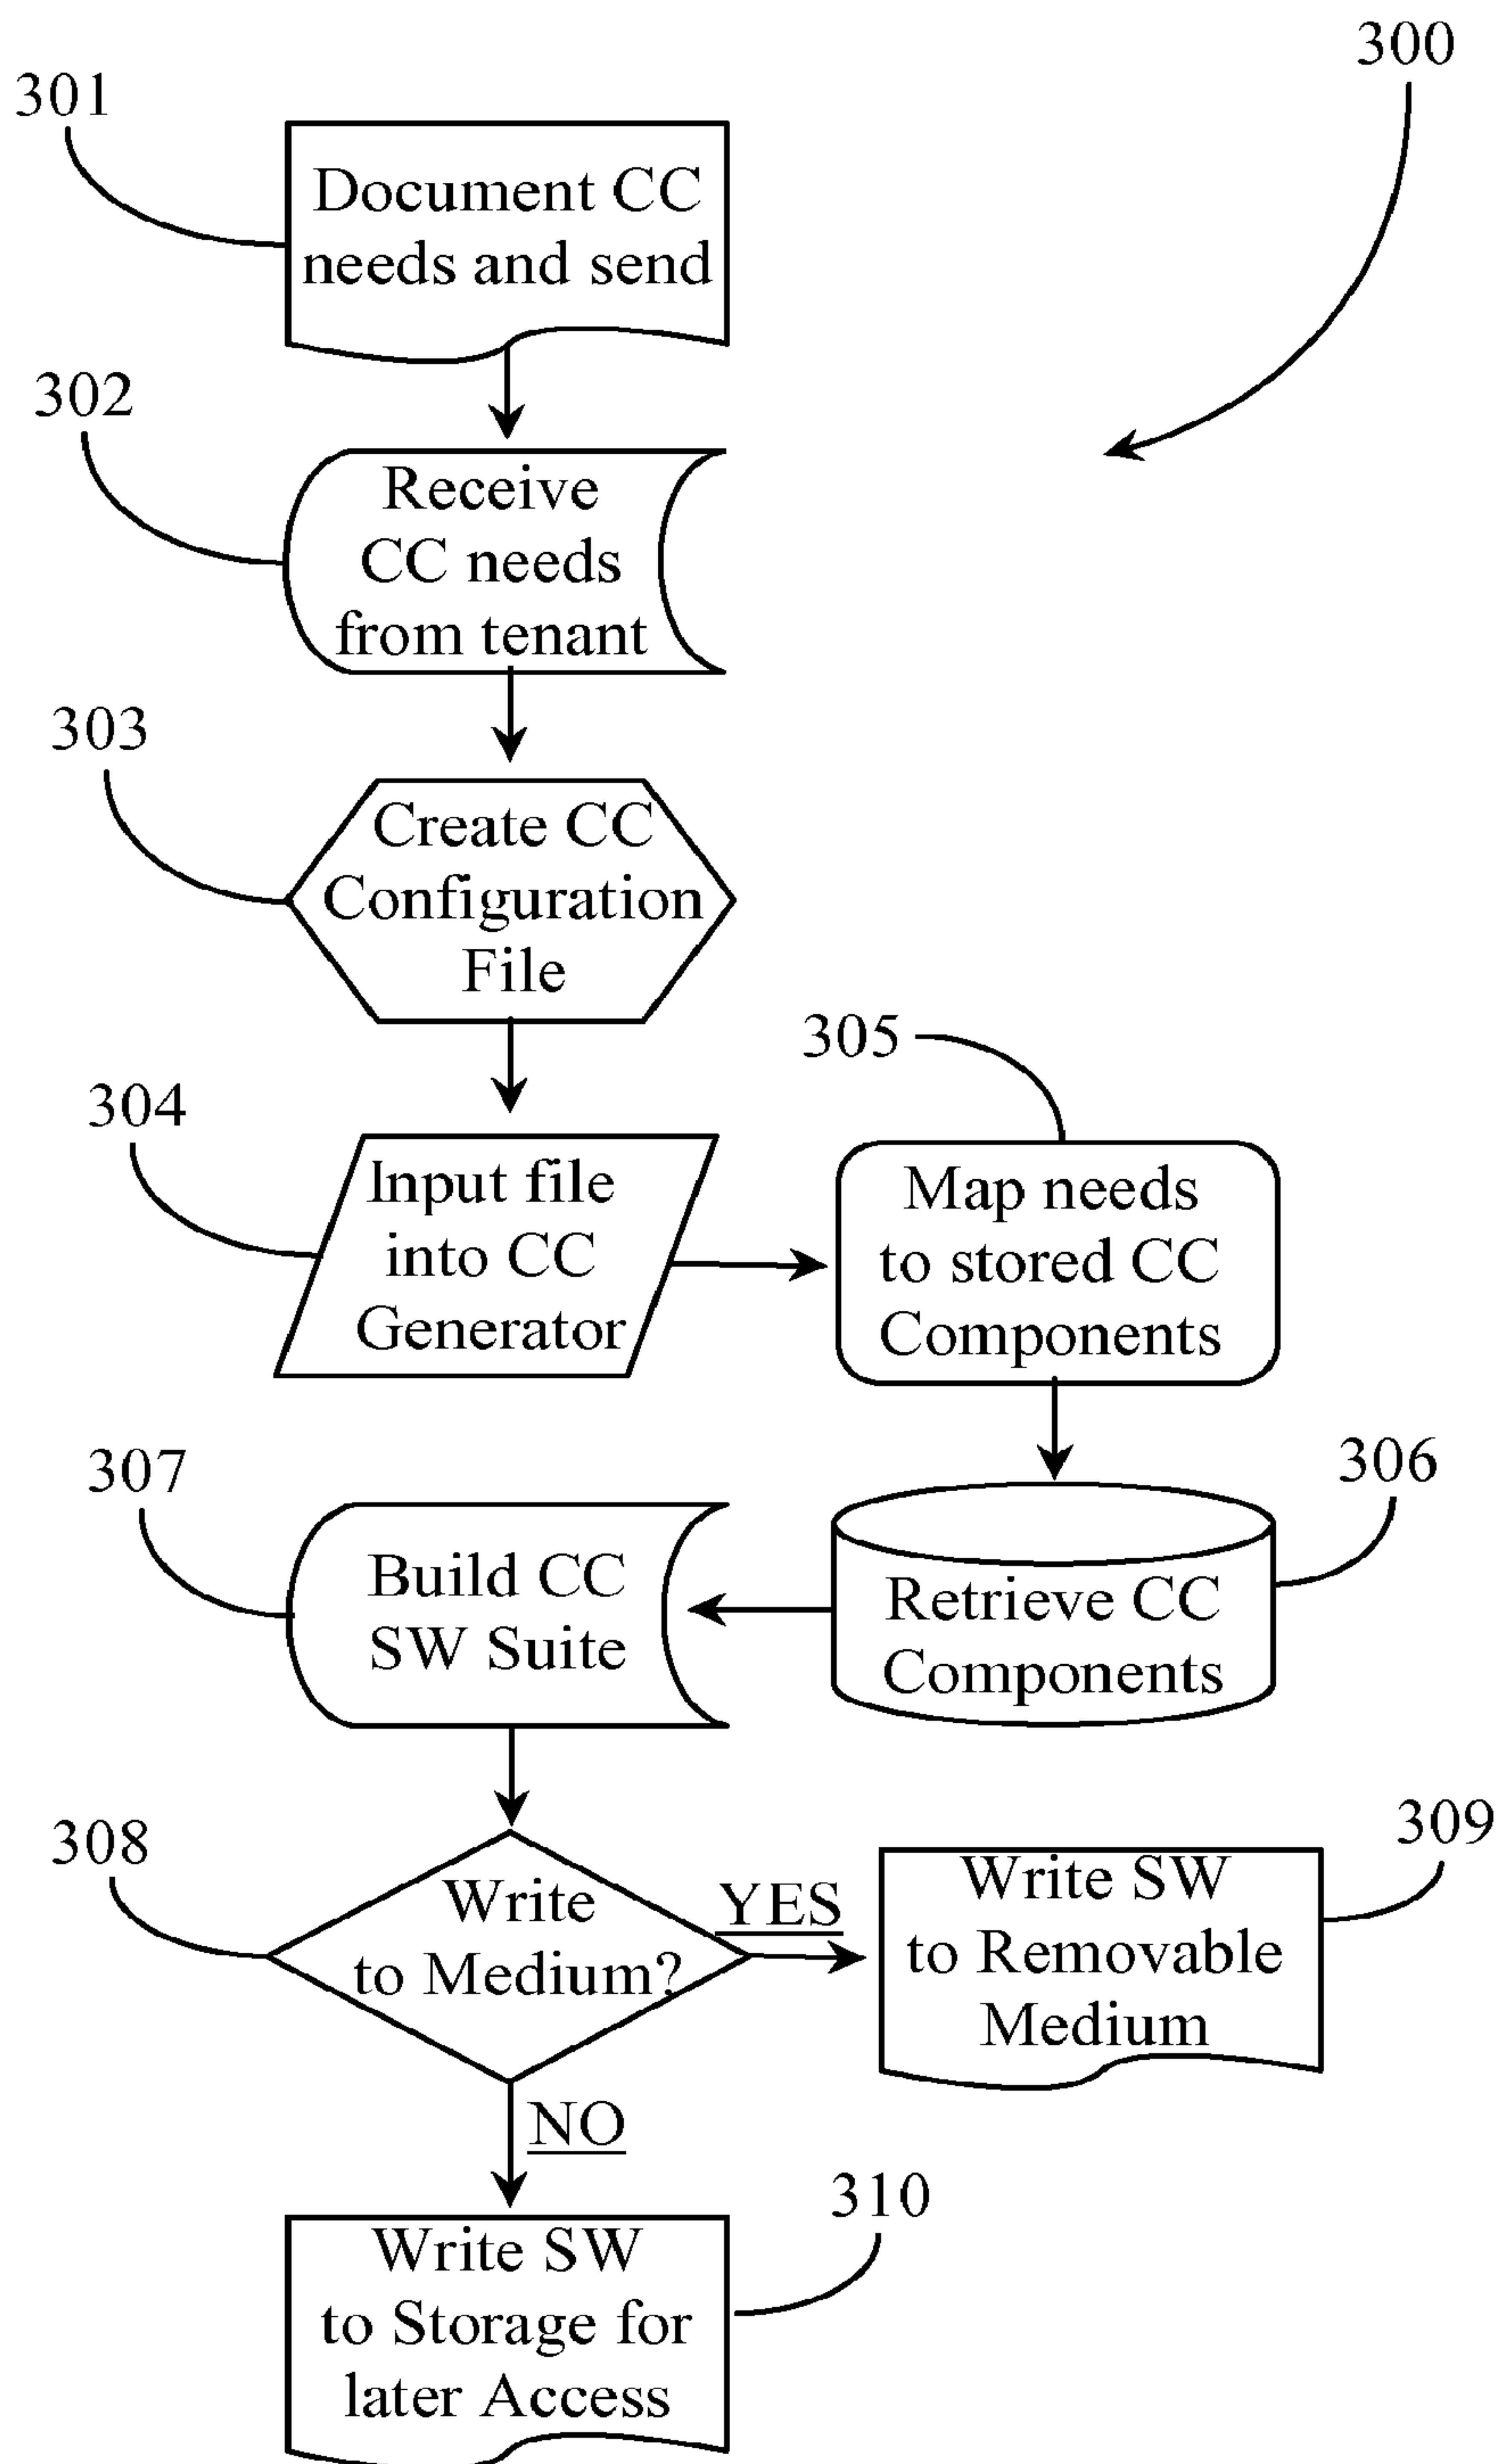 300
301
Document CC
needs and send
302
Receive
CC needs
from tenant
303
Create CC
Configuration
File
304
Input file
into CC
Generator
305
Map needs
to stored CC
Components
306
Retrieve CC
Components
307
Build CC
SW Suite
308
Write
to Medium?
YES
309
Write SW
to Removable
Medium
NO
310
Write SW
to Storage for
later Access